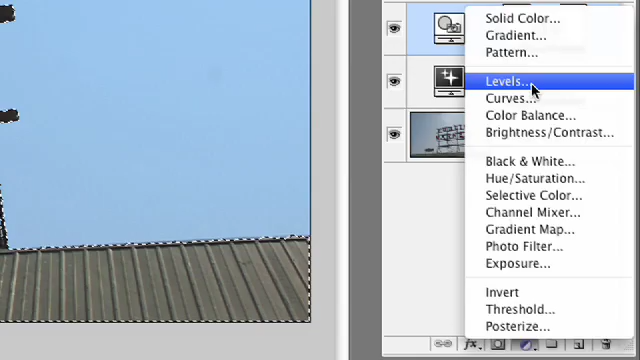 Solid Color...
Gradient...
Pattern...
Levels...
Curves...
Color Balance...
Brightness/Contrast...
Black & White...
Hue/Saturation...
Selective Color...
Channel Mixer...
Gradient Map...
Photo Filter...
Exposure...
Invert
Threshold...
Posterize...
fx